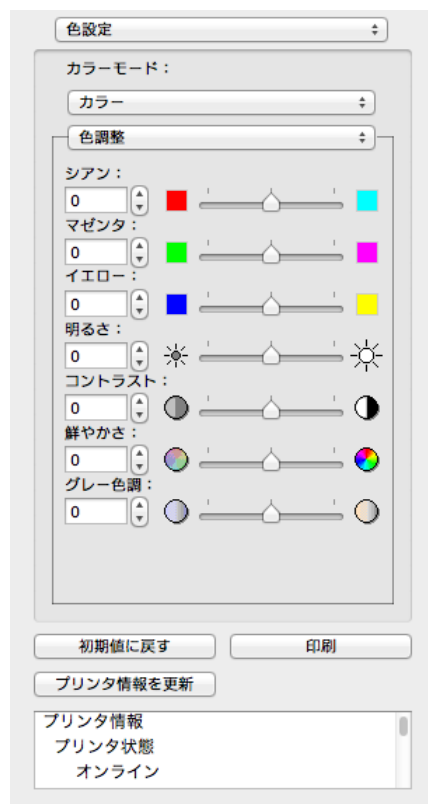 色設定
カラーモード：
カラー
色調整
シアン：
0
マゼンタ：
0
イエロー：
0
明るさ：
0
コントラスト：
0
鮮やかさ：
0
グレー色調：
0
初期値に戻す 印刷
プリンタ情報を更新
プリンタ情報
プリンタ状態
オンライン